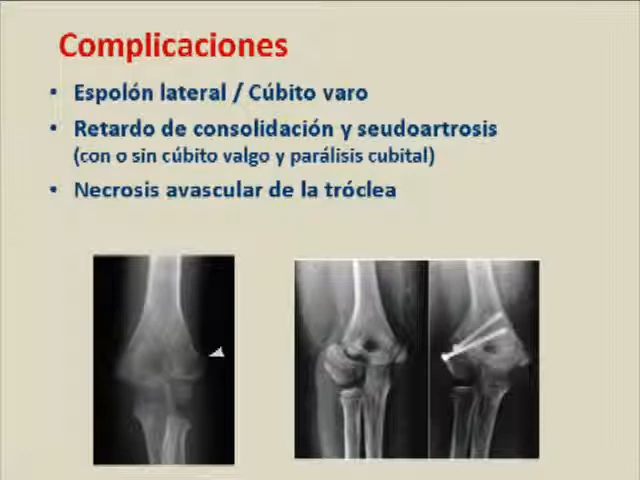 Complicaciones
• Espolón lateral / Cúbito varo
• Retardo de consolidación y seudoartrosis
(con o sin cúbito valgo y parálisis cubital)
• Necrosis avascular de la tróclea